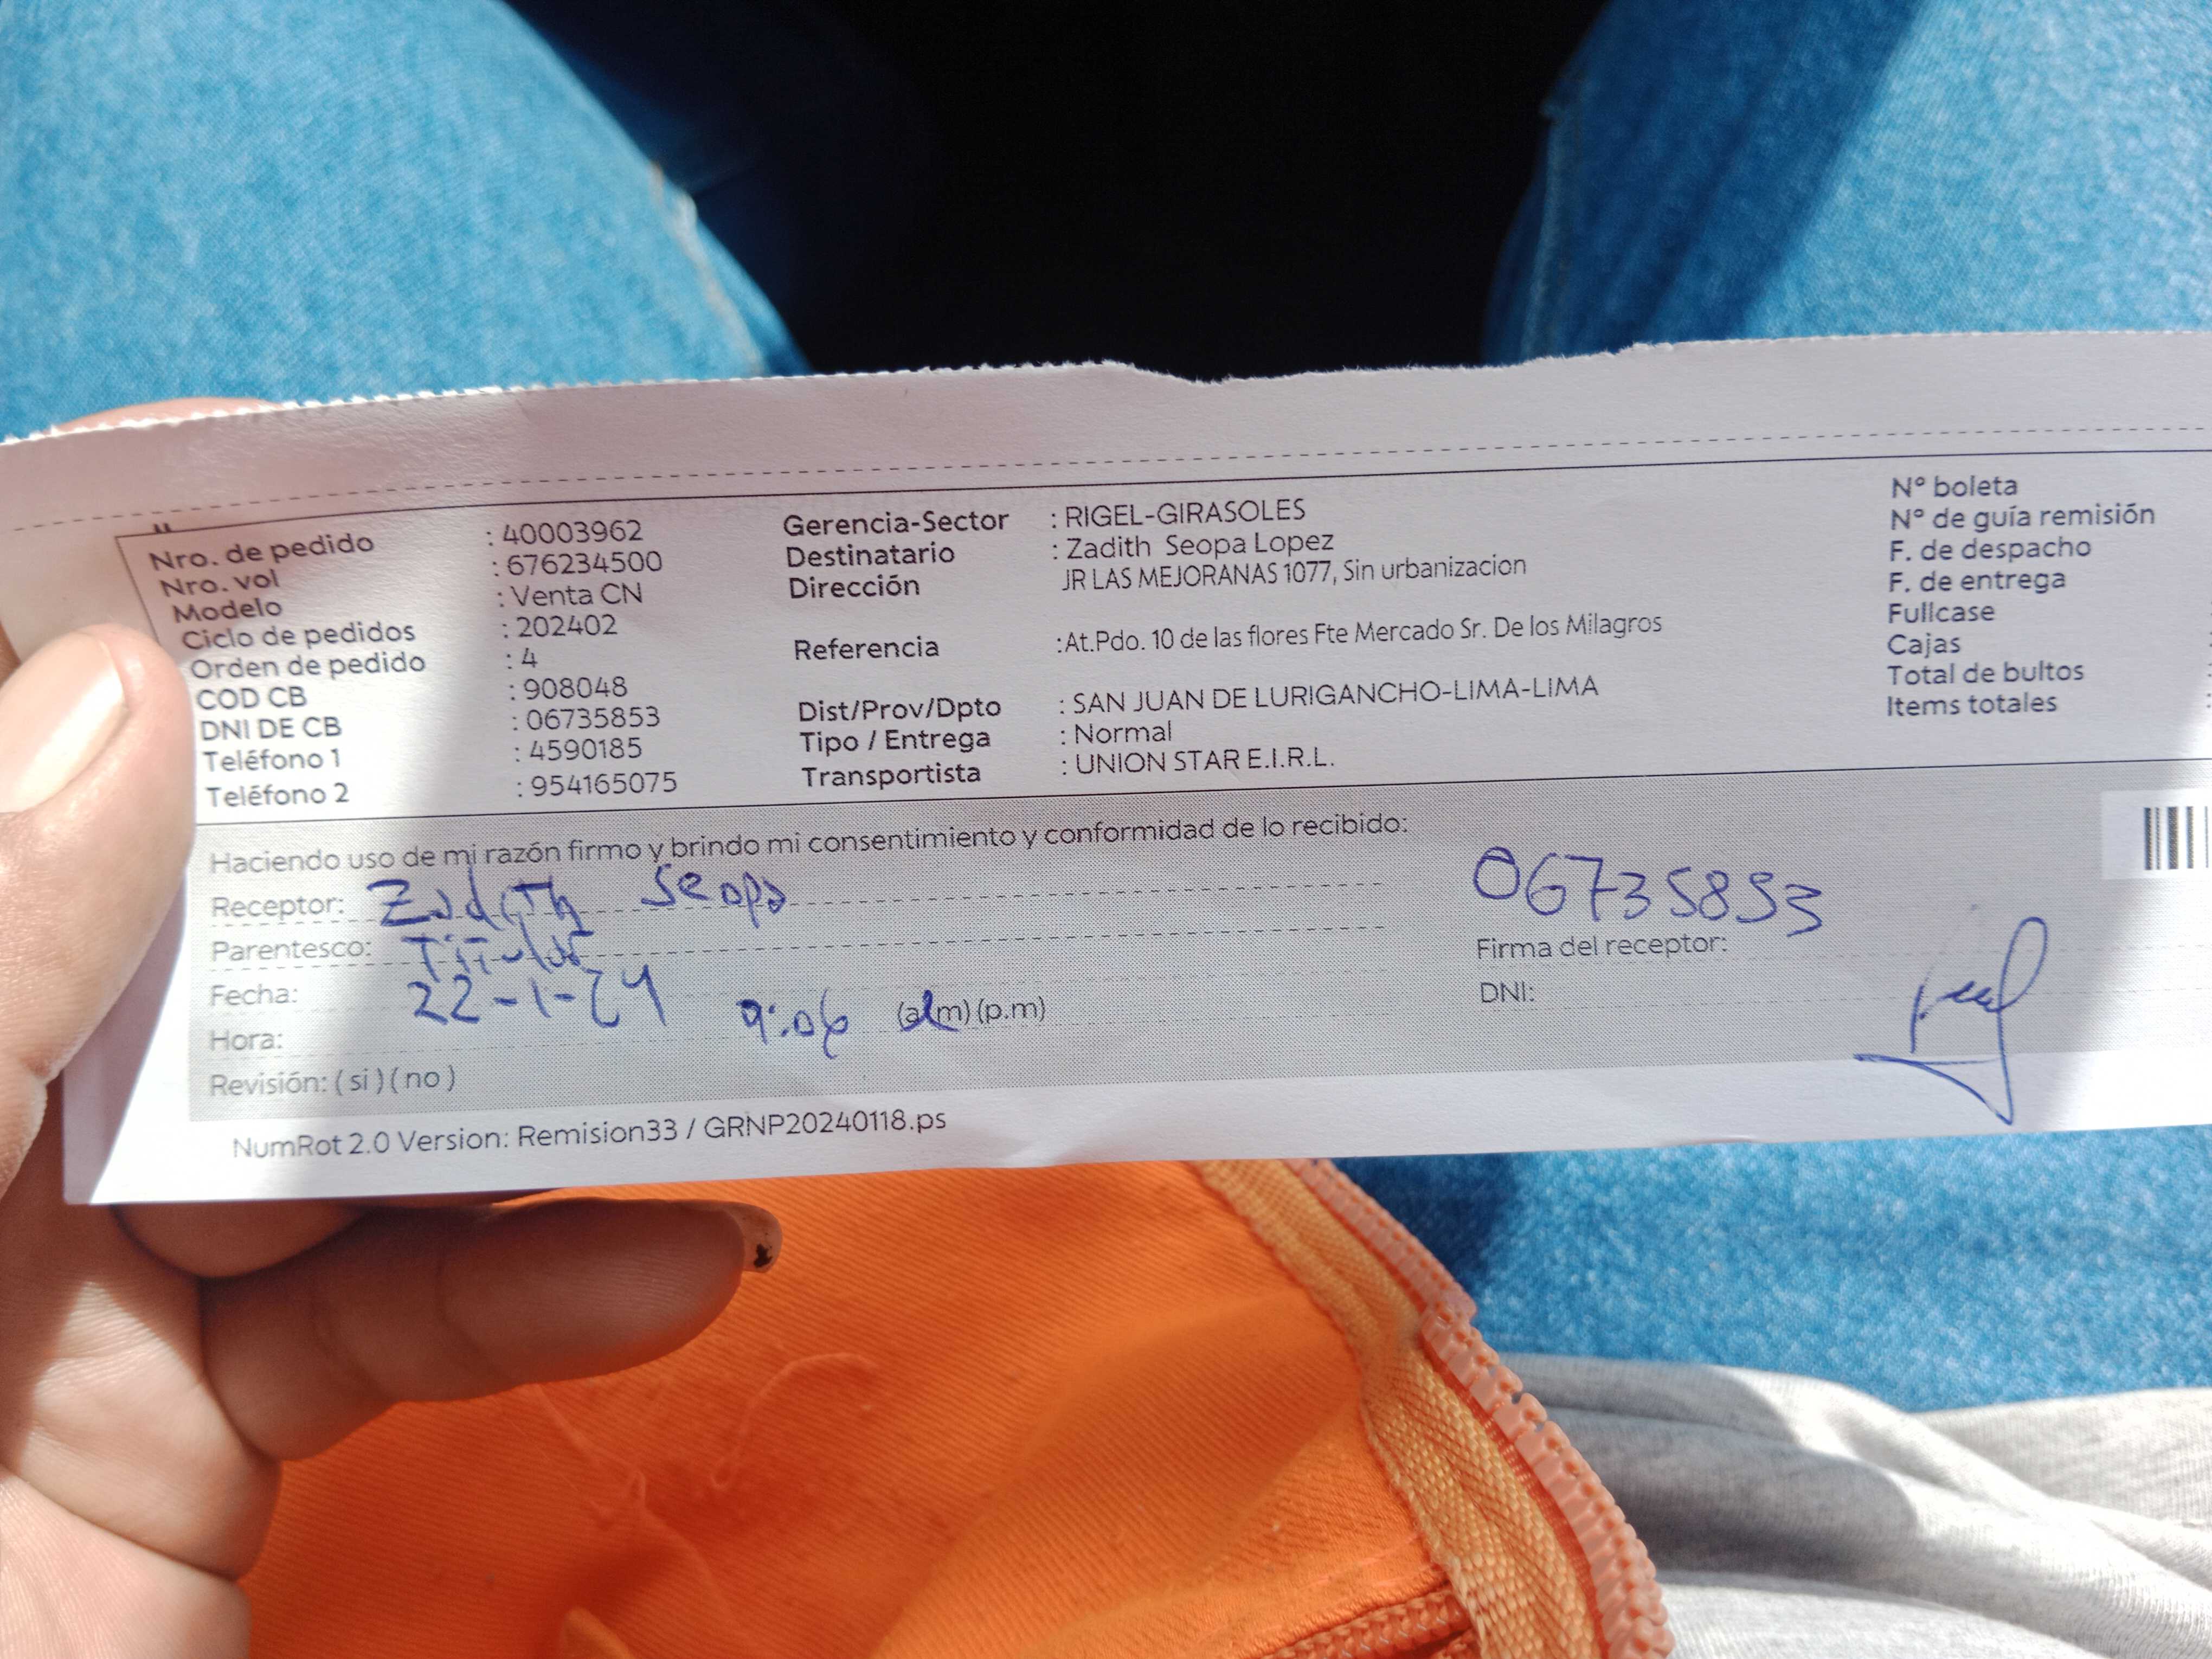 Nro. de pedido : 40003962
Nro. vol : 676234500
Modelo : Venta CN
Ciclo de pedidos : 202402
Orden de pedido : 4
COD CB : 908048
DNI DE CB : 06735853
Teléfono 1 : 4590185
Teléfono 2 : 954165075
Gerencia-Sector : RIGEL-GIRASOLES
Destinatario : Zadith Seopa Lopez
Dirección JR LAS MEJORANAS 1077, Sin urbanizacion
Referencia :At.Pdo. 10 de las flores Fte Mercado Sr. De los Milagros
Dist/Prov/Dpto : SAN JUAN DE LURIGANCHO-LIMA-LIMA
Tipo / Entrega : Normal
Transportista : UNION STAR E.I.R.L.
N° boleta
N° de guía remisión
F. de despacho
F. de entrega
Fullcase
Cajas
Total de bultos :
Items totales :
Haciendo uso de mi razón firmo y brindo mi consentimiento y conformidad de lo recibido:
Receptor: Zadith Seopa
Parentesco: Titular
Fecha: 22-1-24
Hora: 9:06 (a.m) (p.m)
Revisión: ( si ) ( no )
06735853
Firma del receptor:
DNI:
NumRot 2.0 Version: Remision33 / GRNP20240118.ps